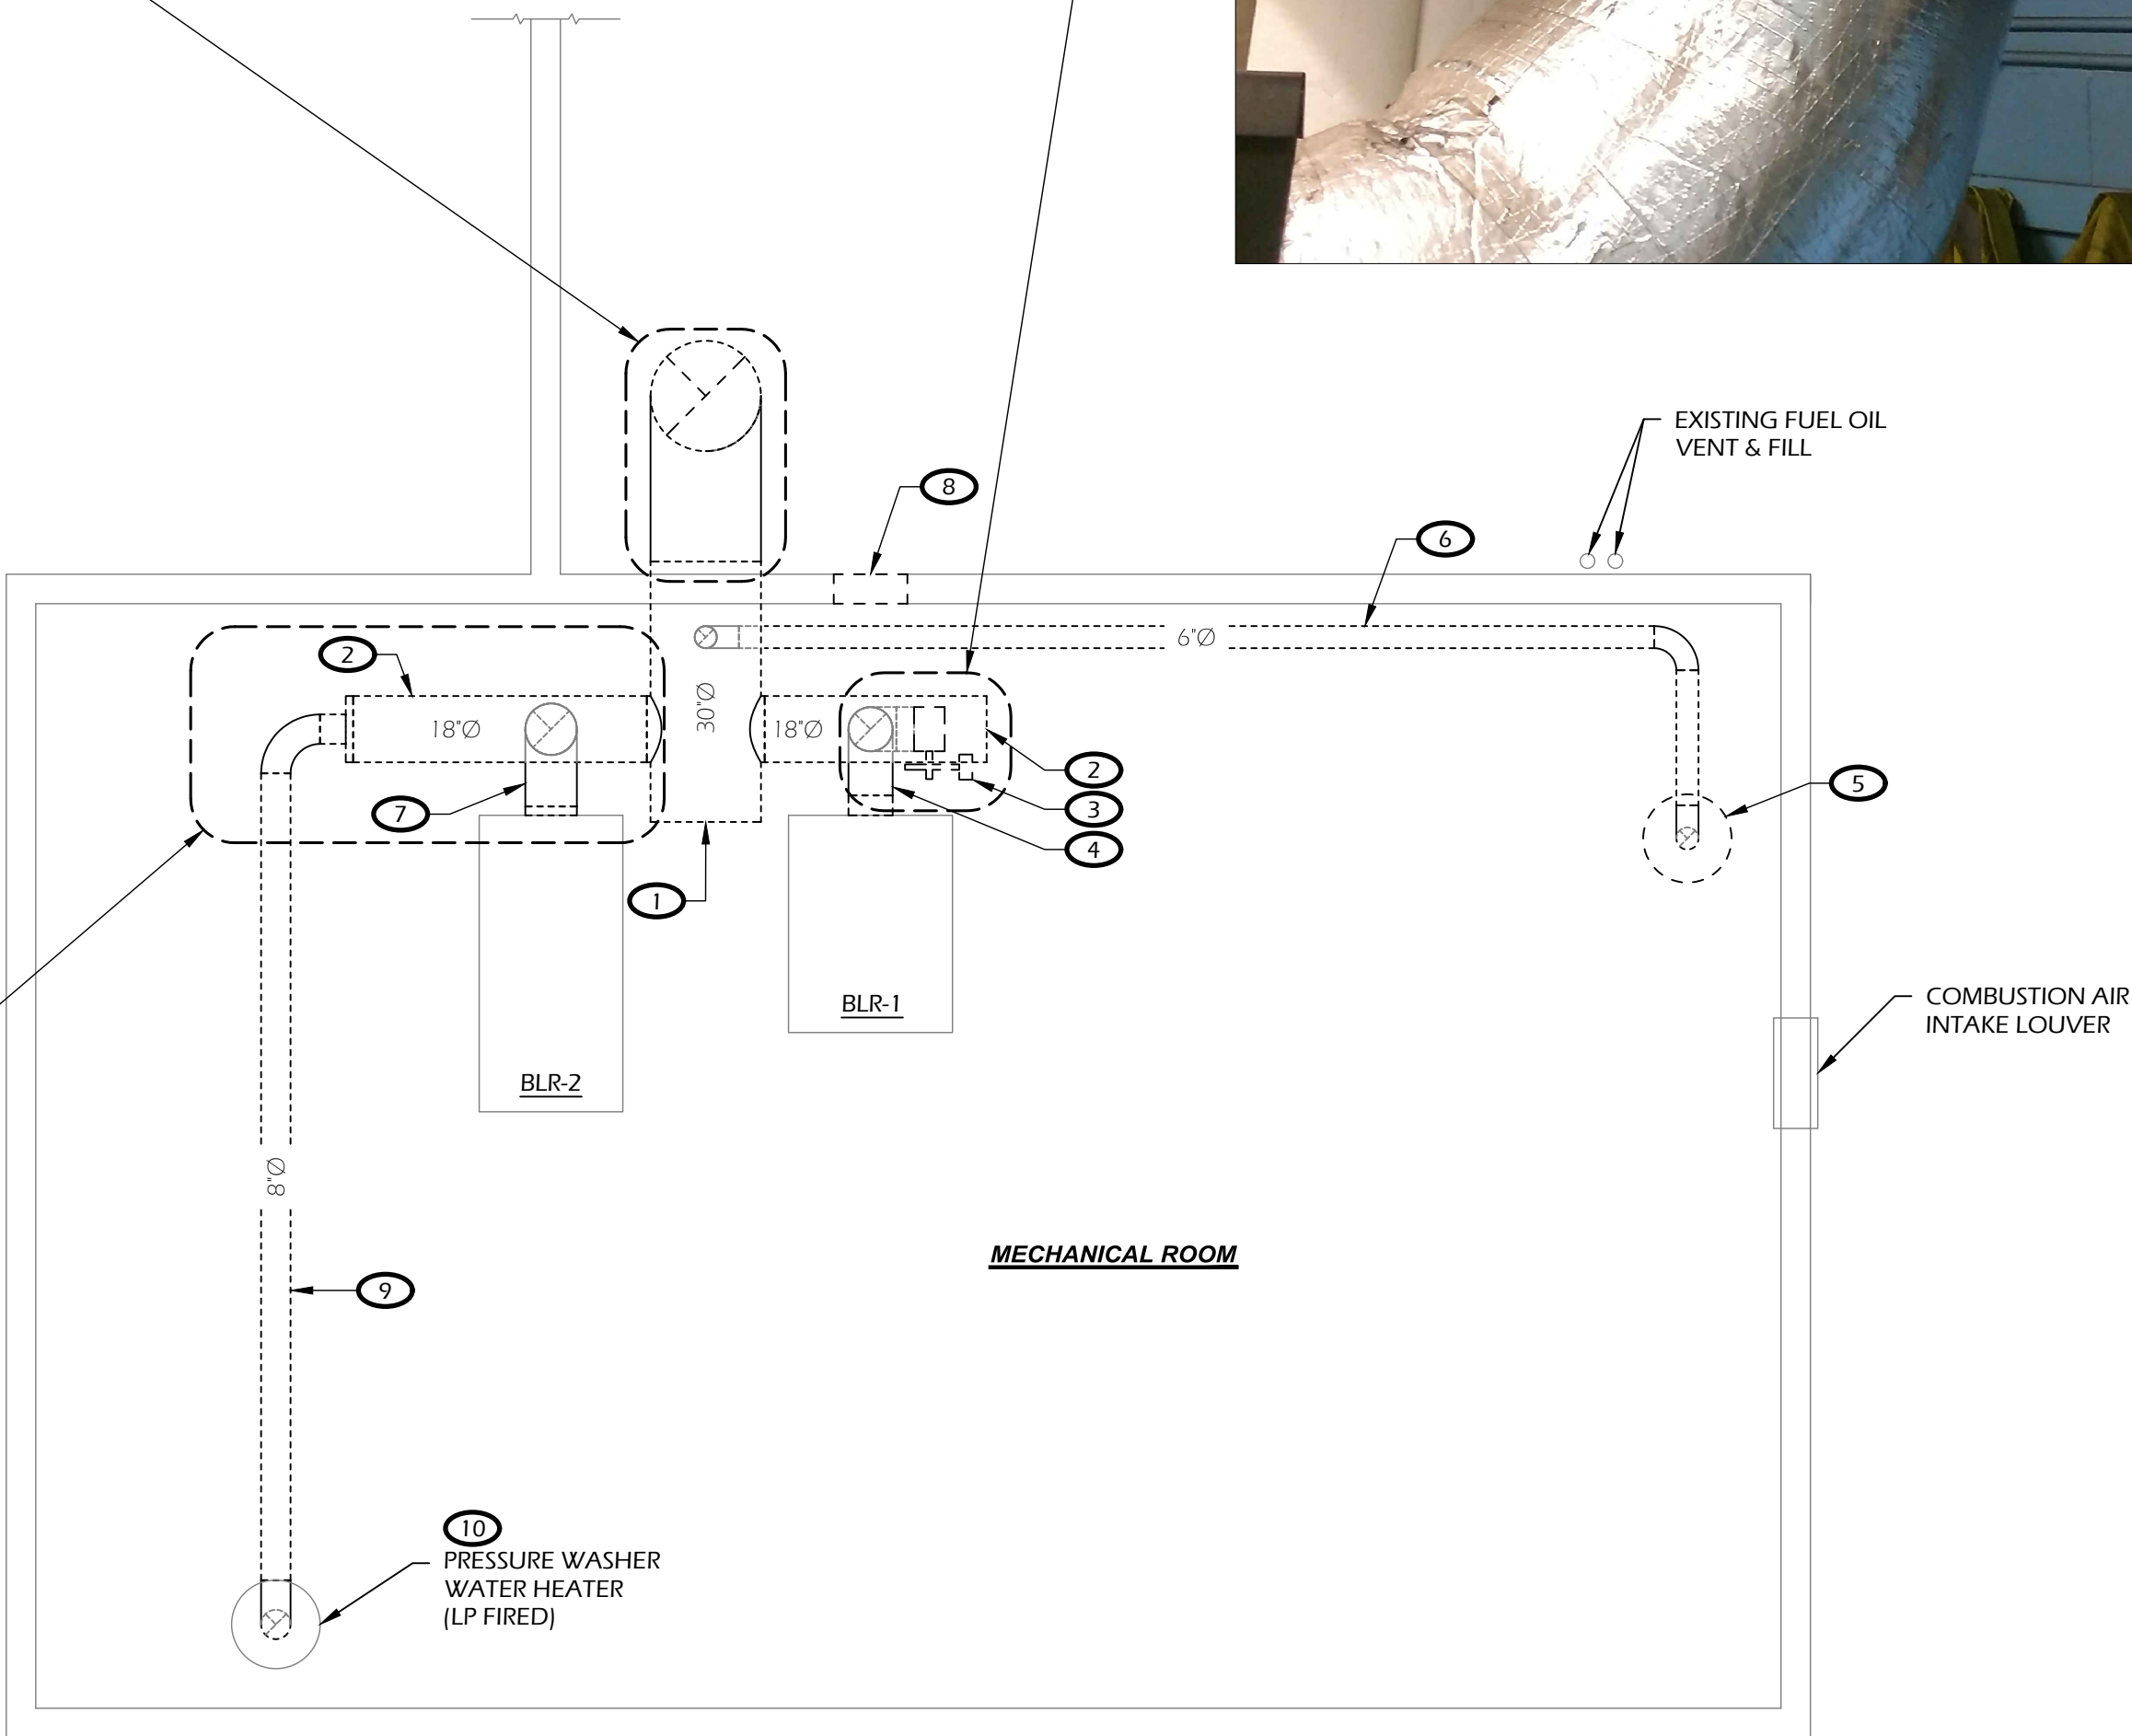 EXISTING FUEL OIL
VENT & FILL
8
6
6"Ø
2
18"Ø
30"Ø
18"Ø
2
3
4
5
7
1
BLR-1
BLR-2
COMBUSTION AIR
INTAKE LOUVER
8"Ø
MECHANICAL ROOM
9
10
PRESSURE WASHER
WATER HEATER
(LP FIRED)